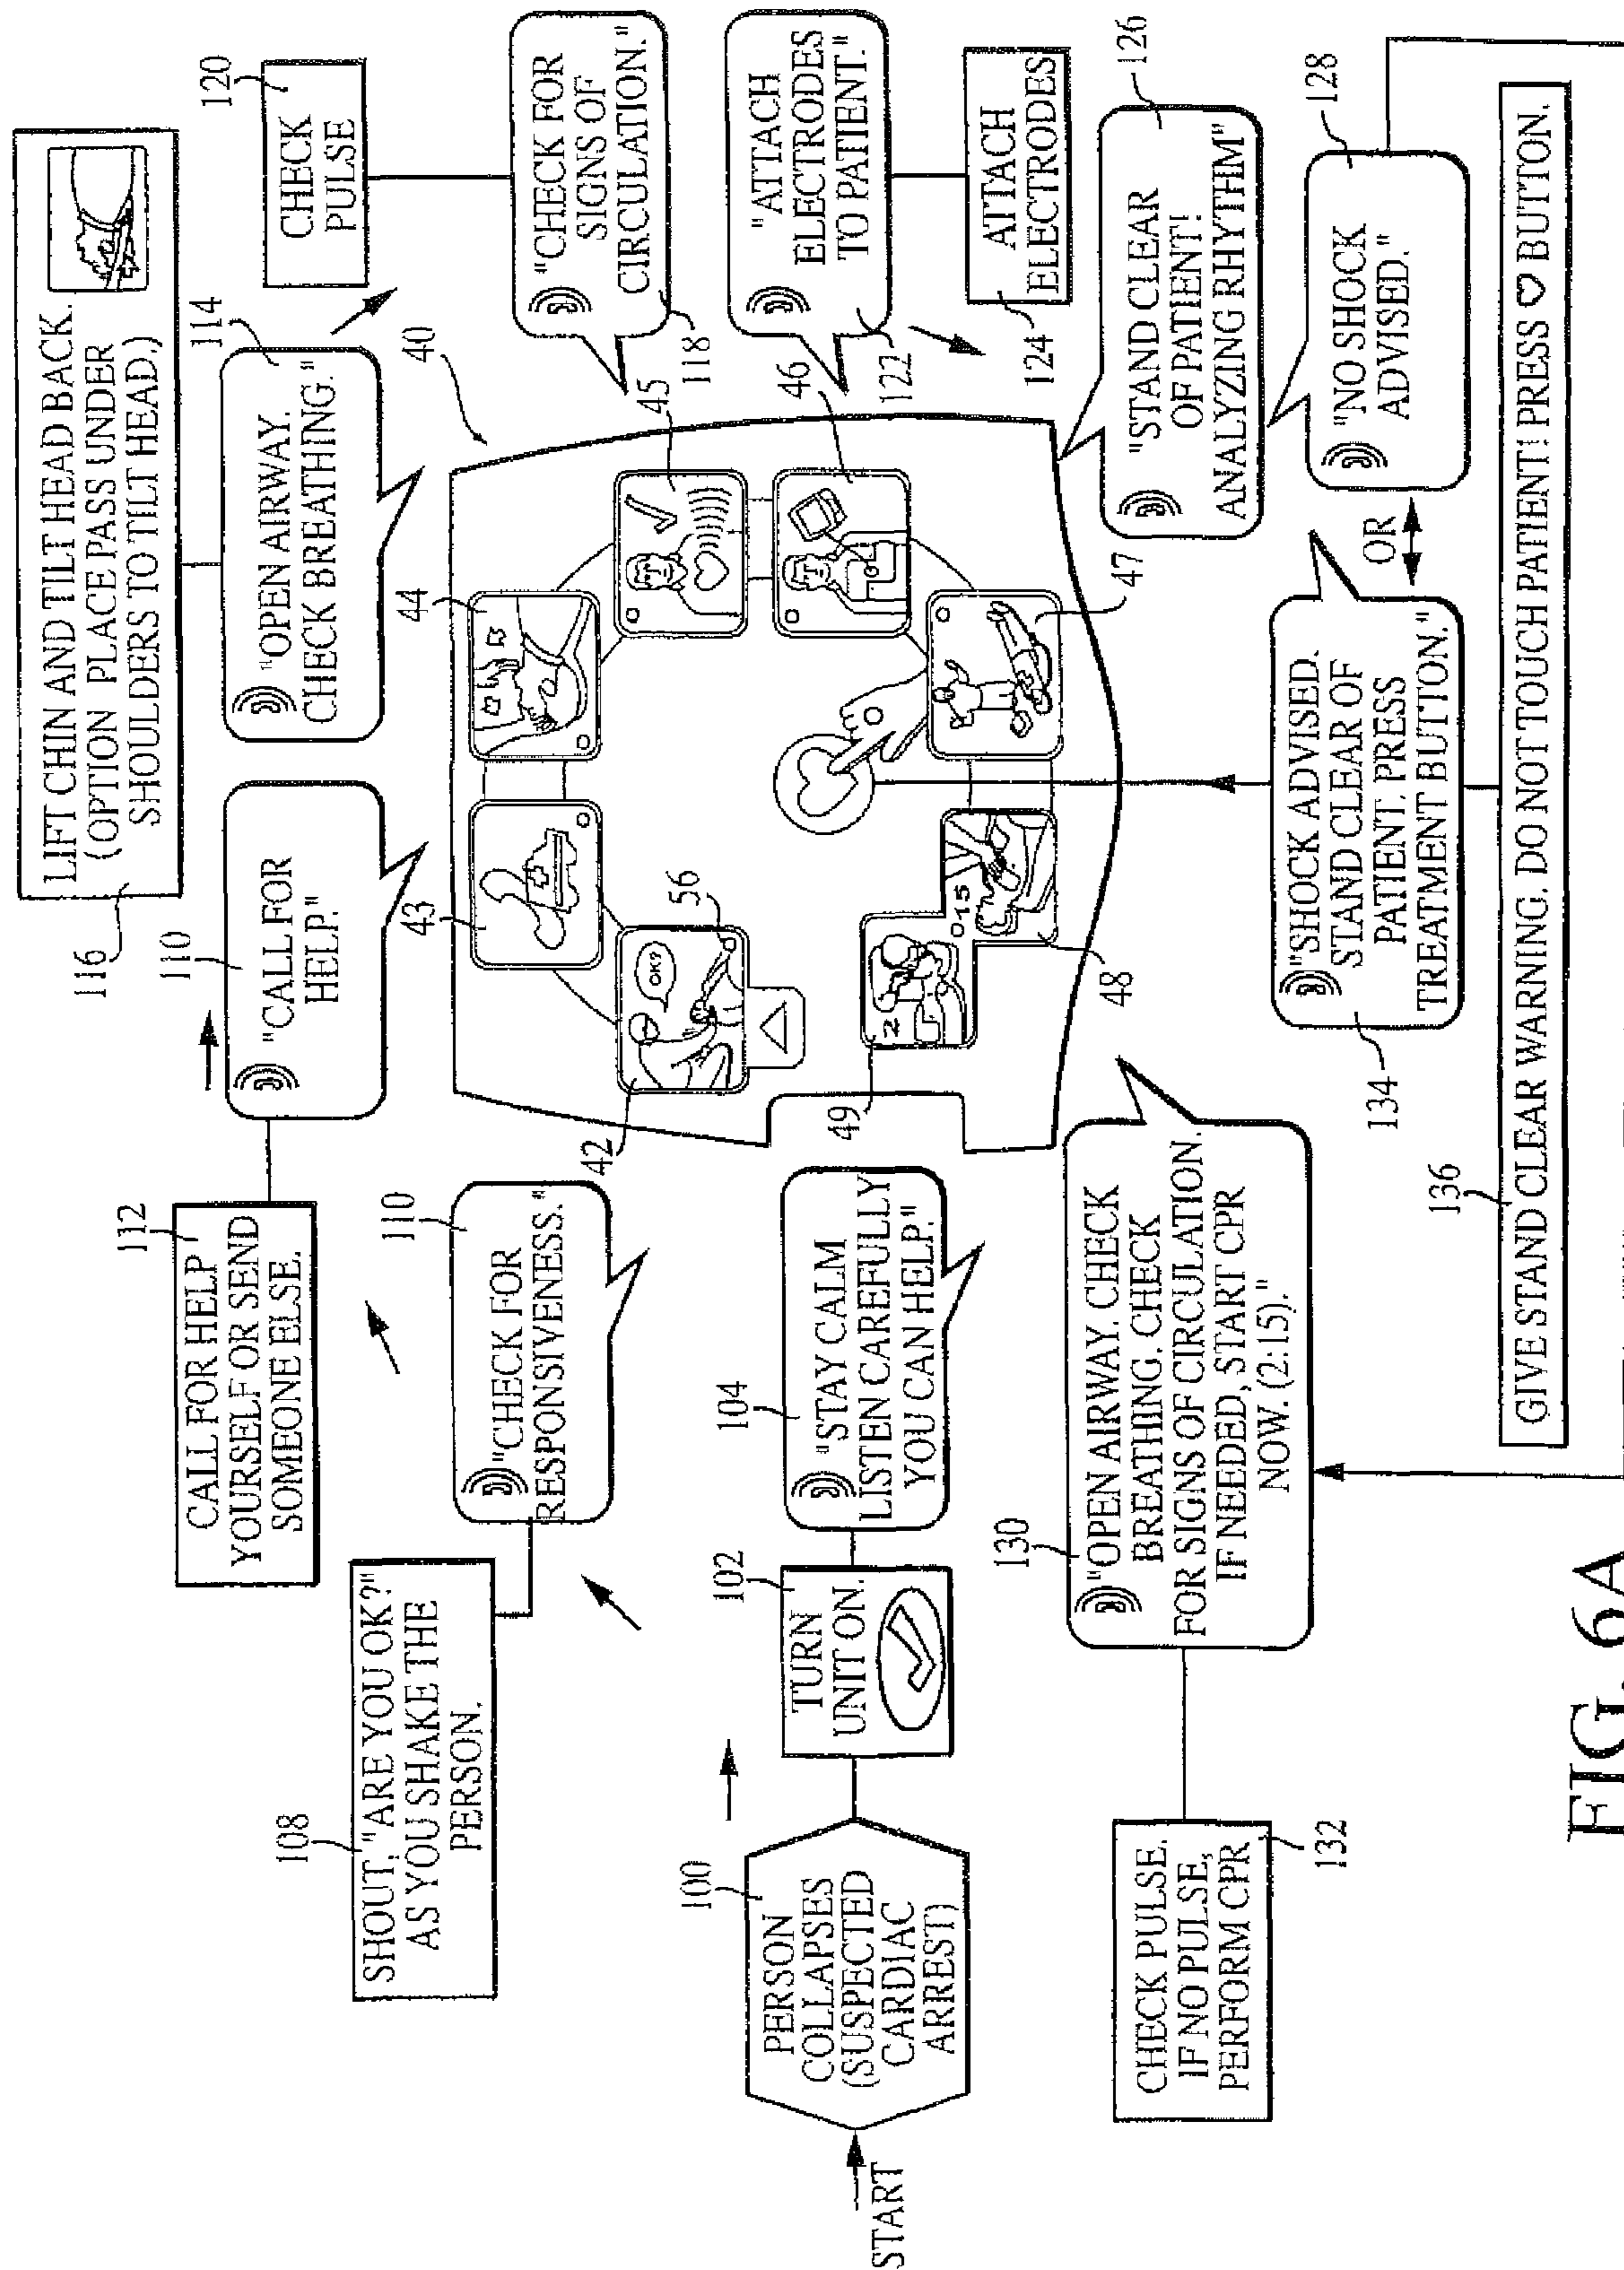 START
100
PERSON
COLLAPSES
(SUSPECTED
CARDIAC
ARREST)
102
TURN
UNIT ON.
104
"STAY CALM
LISTEN CAREFULLY
YOU CAN HELP."
108
SHOUT, "ARE YOU OK?"
AS YOU SHAKE THE
PERSON.
110
"CHECK FOR
RESPONSIVENESS."
112
CALL FOR HELP
YOURSELF OR SEND
SOMEONE ELSE.
110
"CALL FOR
HELP."
116
LIFT CHIN AND TILT HEAD BACK.
(OPTION PLACE PASS UNDER
SHOULDERS TO TILT HEAD.)
114
"OPEN AIRWAY.
CHECK BREATHING."
120
CHECK
PULSE
"CHECK FOR
SIGNS OF
CIRCULATION."
118
40
42
OK?
56
43
44
45
46
47
48
15
49
2
"ATTACH
ELECTRODES
TO PATIENT."
122
124
ATTACH
ELECTRODES
126
"STAND CLEAR
OF PATIENT!
ANALYZING RHYTHM"
128
"NO SHOCK
ADVISED."
OR
"SHOCK ADVISED.
STAND CLEAR OF
PATIENT. PRESS
TREATMENT BUTTON."
134
136
GIVE STAND CLEAR WARNING. DO NOT TOUCH PATIENT! PRESS ♡ BUTTON.
130
"OPEN AIRWAY. CHECK
BREATHING. CHECK
FOR SIGNS OF CIRCULATION.
IF NEEDED, START CPR
NOW. (2:15)."
CHECK PULSE.
IF NO PULSE,
PERFORM CPR
132
FIG. 6A